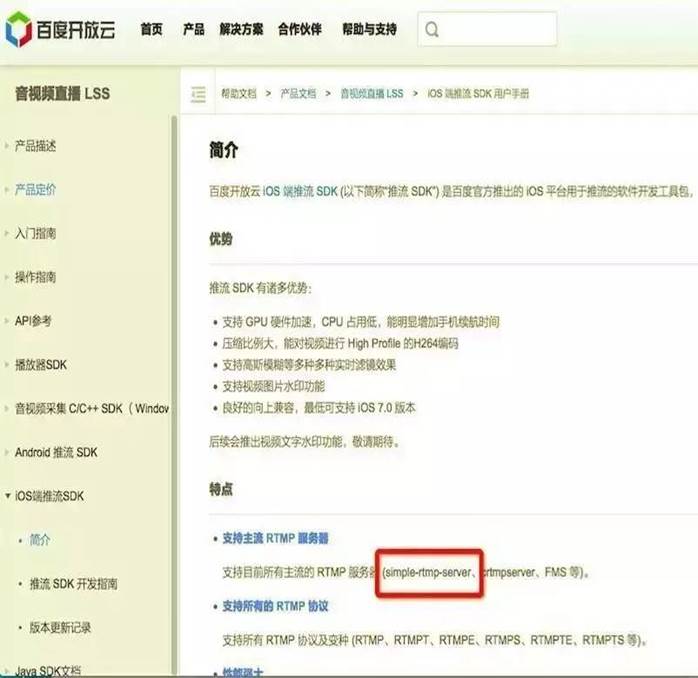 百度开放云 首页 产品 解决方案 合作伙伴 帮助与支持
音视频直播 LSS
帮助文档 > 产品文档 > 音视频直播 LSS > iOS 端推流 SDK 用户手册
产品描述
产品定价
入门指南
操作指南
API参考
播放器SDK
音视频采集 C/C++ SDK（ Window
Android 推流 SDK
iOS端推流SDK
简介
推流 SDK 开发指南
版本更新记录
Java SDK文档
简介
百度开放云 iOS 端推流 SDK (以下简称“推流 SDK”) 是百度官方推出的 iOS 平台用于推流的软件开发工具包，
优势
推流 SDK 有诸多优势：
支持 GPU 硬件加速，CPU 占用低，能明显增加手机续航时间
压缩比例大，能对视频进行 High Profile 的H264编码
支持高斯模糊等多种多种实时滤镜效果
支持视频图片水印功能
良好的向上兼容，最低可支持 iOS 7.0 版本
后续会推出视频文字水印功能，敬请期待。
特点
支持主流 RTMP 服务器
支持目前所有主流的 RTMP 服务器 (simple-rtmp-server、crtmpserver、FMS 等)。
支持所有的 RTMP 协议
支持所有 RTMP 协议及变种 (RTMP、RTMPT、RTMPE、RTMPS、RTMPTE、RTMPTS 等)。